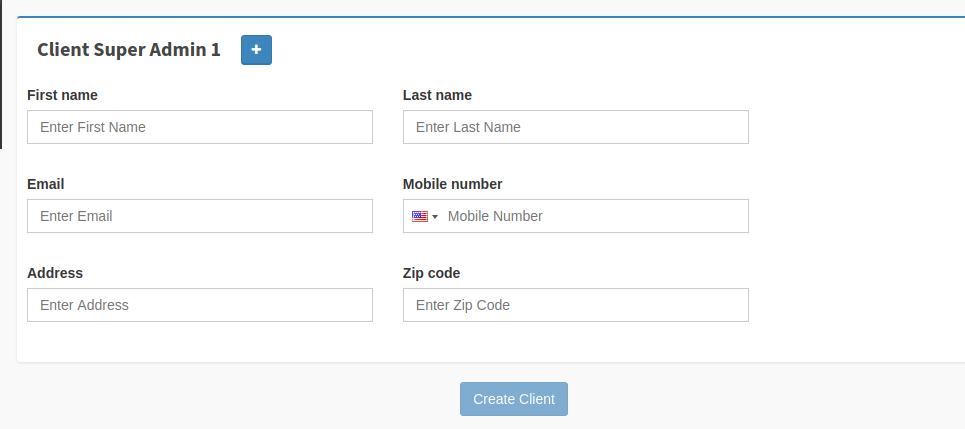 Client Super Admin 1 +
First name Last name
Enter First Name Enter Last Name
Email Mobile number
Enter Email Mobile Number
Address Zip code
Enter Address Enter Zip Code
Create Client